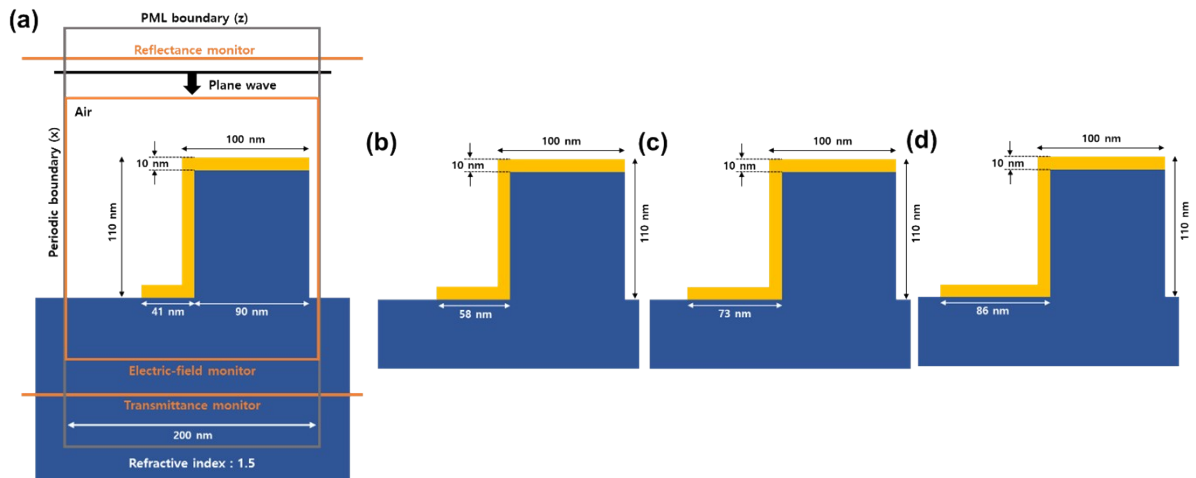 (a)
PML boundary (z)
Reflectance monitor
Plane wave
Air
Periodic boundary (x)
100 nm
10 nm
110 nm
41 nm
90 nm
Electric-field monitor
Transmittance monitor
200 nm
Refractive index : 1.5
(b)
100 nm
10 nm
110 nm
58 nm
(c)
100 nm
10 nm
110 nm
73 nm
(d)
100 nm
10 nm
110 nm
86 nm